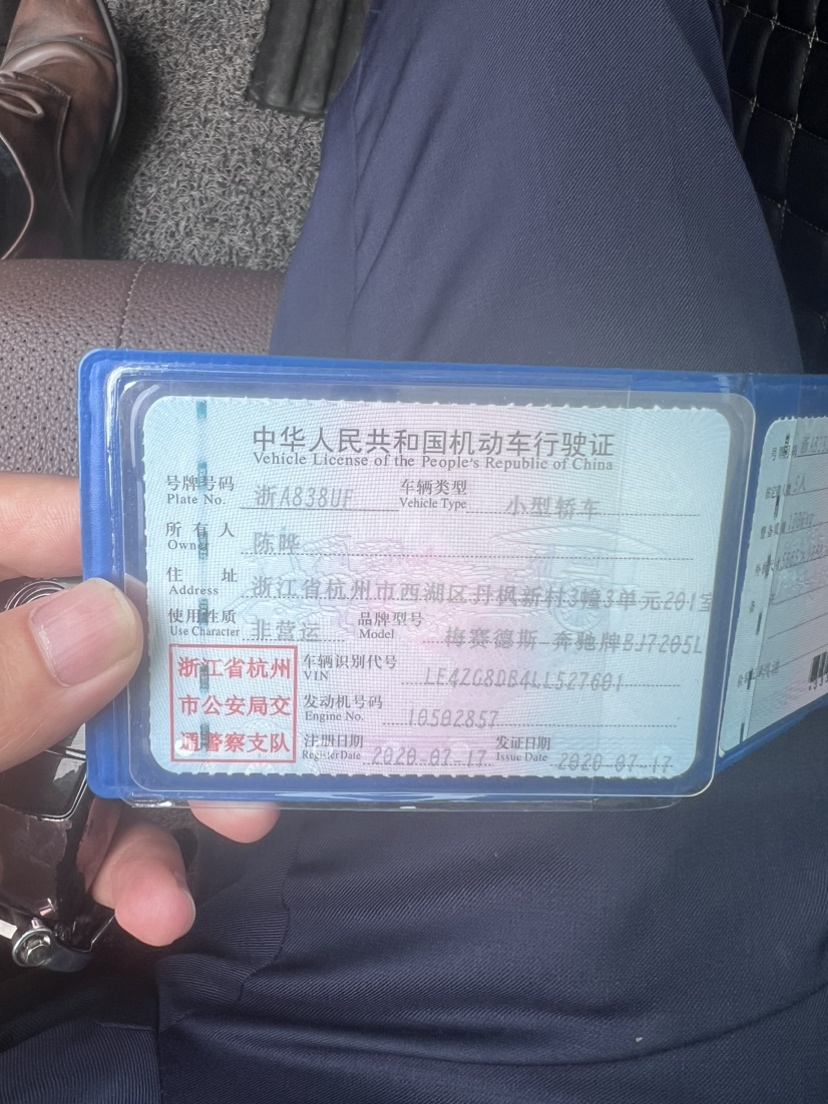 中华人民共和国机动车行驶证
Vehicle License of the People's Republic of China
号牌号码 Plate No. 浙A838UF 车辆类型 Vehicle Type 小型轿车
所有人 Owner 陈晔
住址 Address 浙江省杭州市西湖区丹枫新村3幢3单元201室
使用性质 Use Character 非营运 品牌型号 Model 梅赛德斯-奔驰牌BJ7205L
车辆识别代号 VIN LE4ZG8DB4LL527601
发动机号码 Engine No. 10502857
注册日期 Register Date 2020-07-17 发证日期 Issue Date 2020-07-17
浙江省杭州
市公安局交
通警察支队